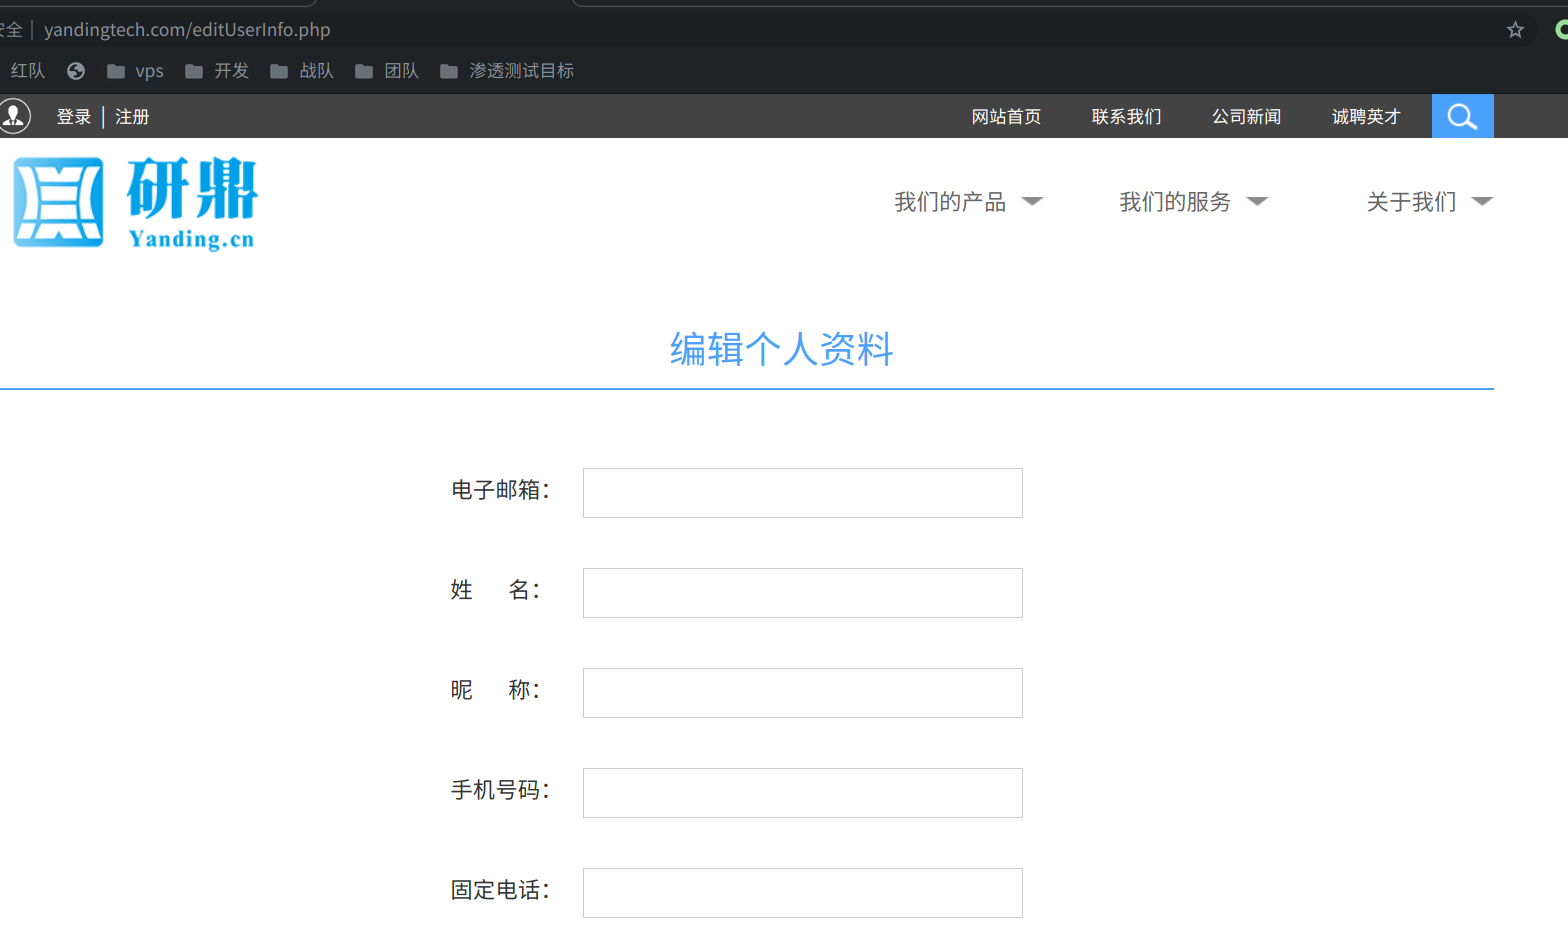 安全 | yandingtech.com/editUserInfo.php
红队 vps 开发 战队 团队 渗透测试目标
登录 | 注册 网站首页 联系我们 公司新闻 诚聘英才
研鼎
Yanding.cn
我们的产品 我们的服务 关于我们
编辑个人资料
电子邮箱：
姓 名：
昵 称：
手机号码：
固定电话：